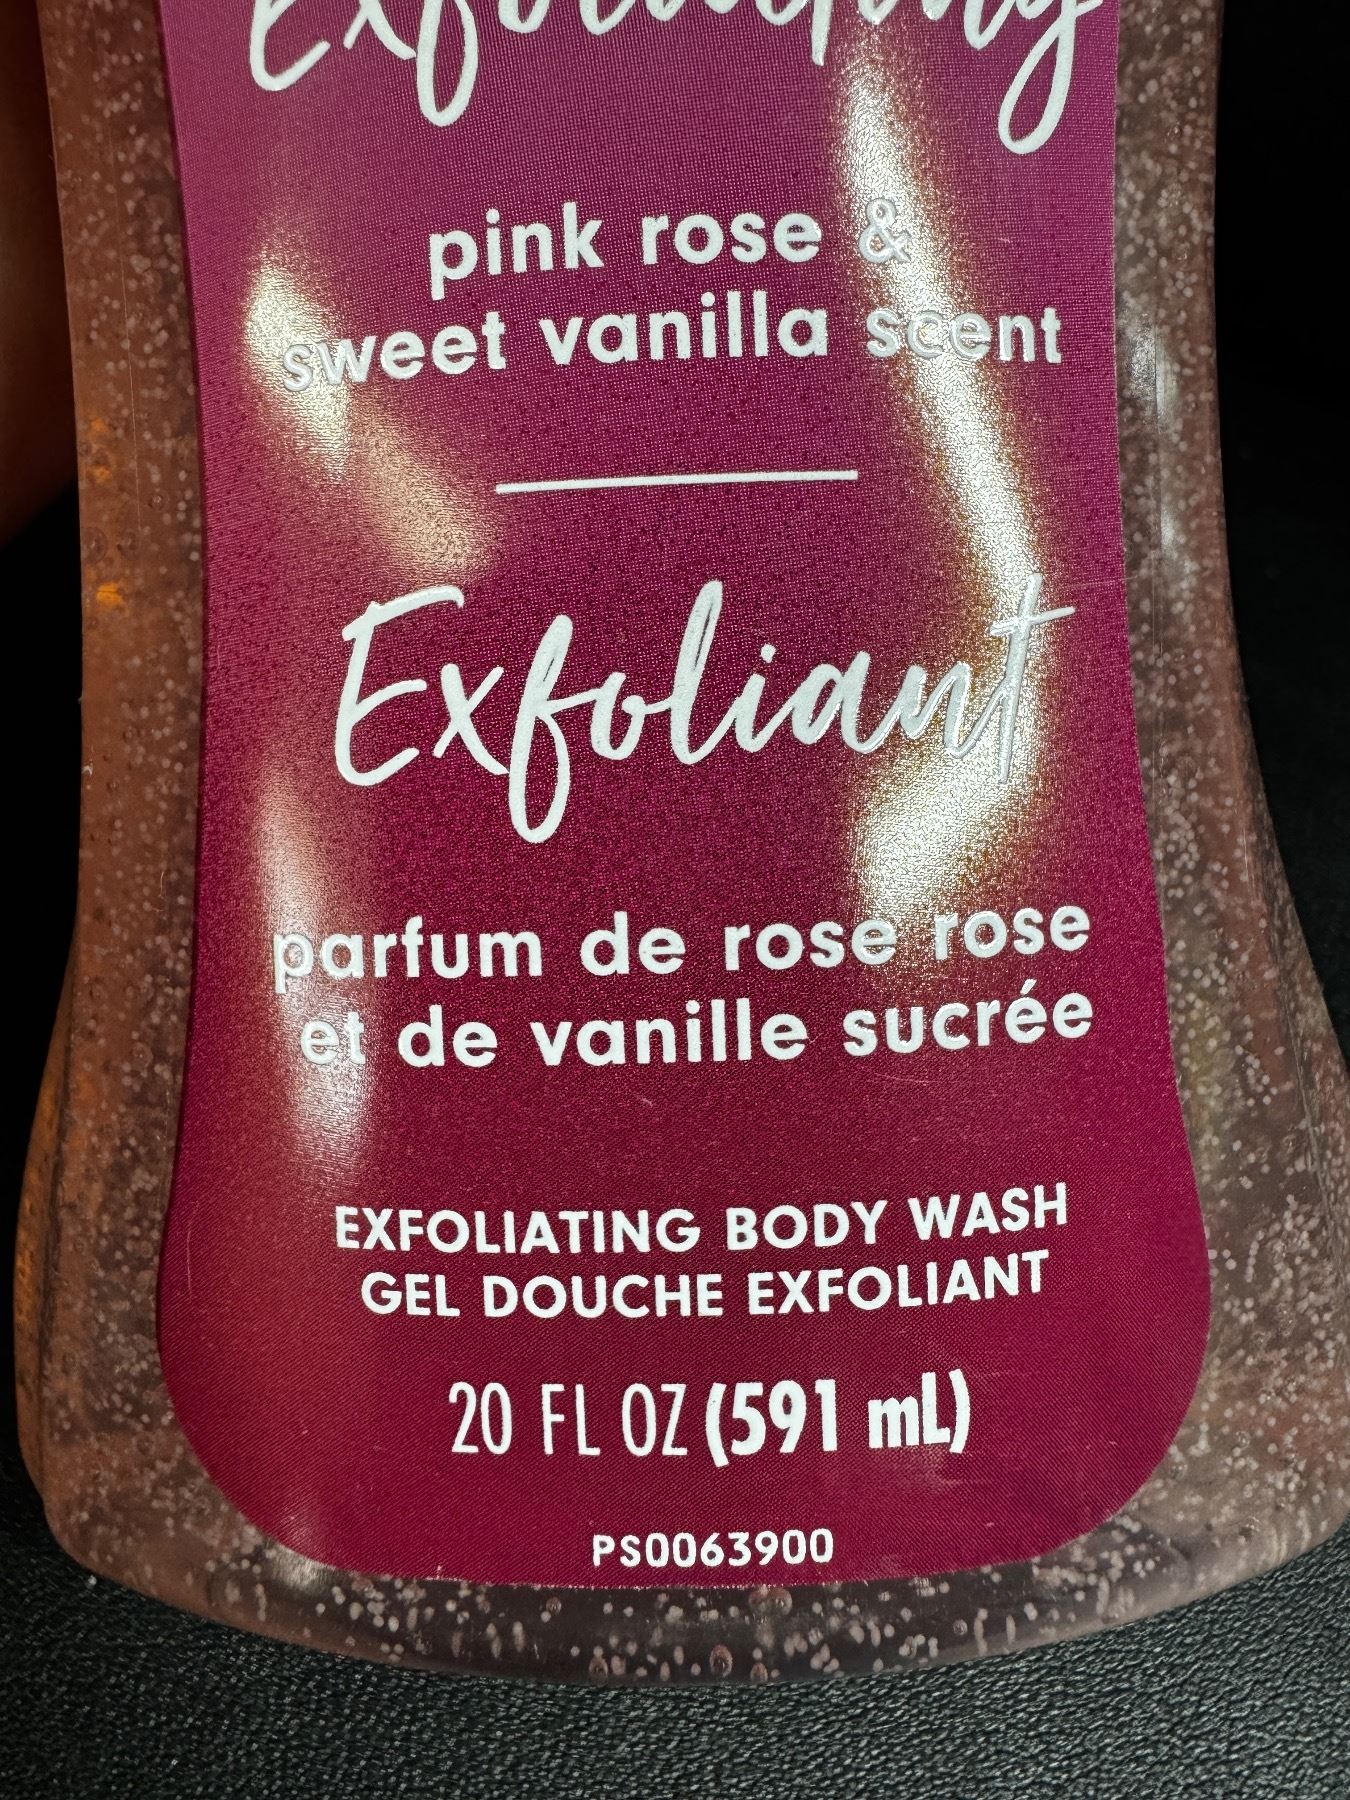 Exfoliating
pink rose &
sweet vanilla scent
Exfoliant
parfum de rose rose
et de vanille sucrée
EXFOLIATING BODY WASH
GEL DOUCHE EXFOLIANT
20 FL OZ (591 mL)
PS0063900